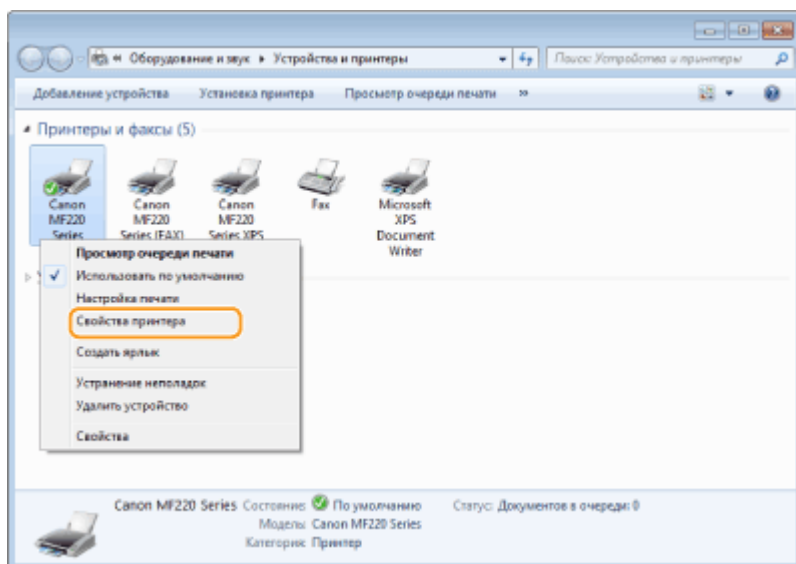 Оборудование и звук ▸ Устройства и принтеры
Поиск: Устройства и принтеры
Добавление устройства Установка принтера Просмотр очереди печати »
Принтеры и факсы (5)
Canon MF220 Series
Canon MF220 Series (FAX)
Canon MF220 Series XPS
Fax
Microsoft XPS Document Writer
Просмотр очереди печати
Использовать по умолчанию
Настройка печати
Свойства принтера
Создать ярлык
Устранение неполадок
Удалить устройство
Свойства
Canon MF220 Series Состояние: По умолчанию Статус: Документов в очереди: 0
Модель: Canon MF220 Series
Категория: Принтер